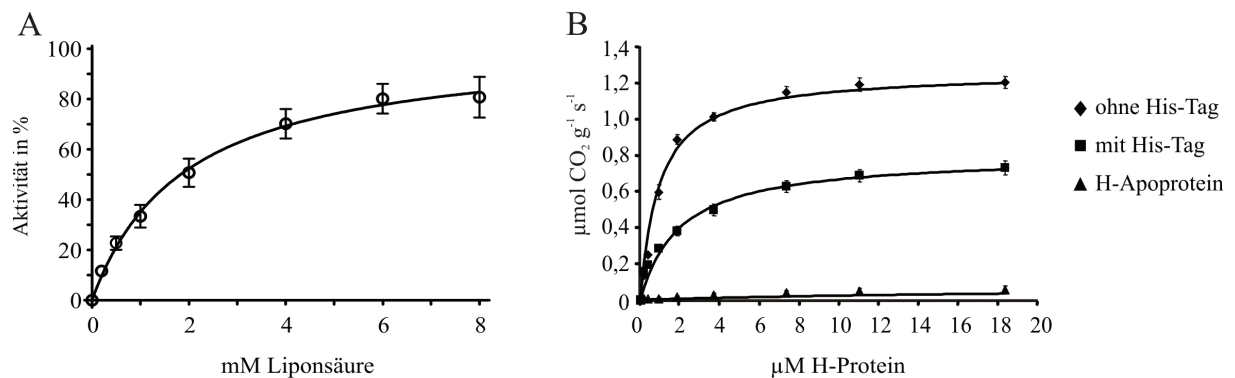 A
B
Aktivität in %
100
80
60
40
20
0
0 2 4 6 8
mM Liponsäure
µmol CO₂ g⁻¹ s⁻¹
1,4
1,2
1,0
0,8
0,6
0,4
0,2
0
0 2 4 6 8 10 12 14 16 18 20
µM H-Protein
ohne His-Tag
mit His-Tag
H-Apoprotein